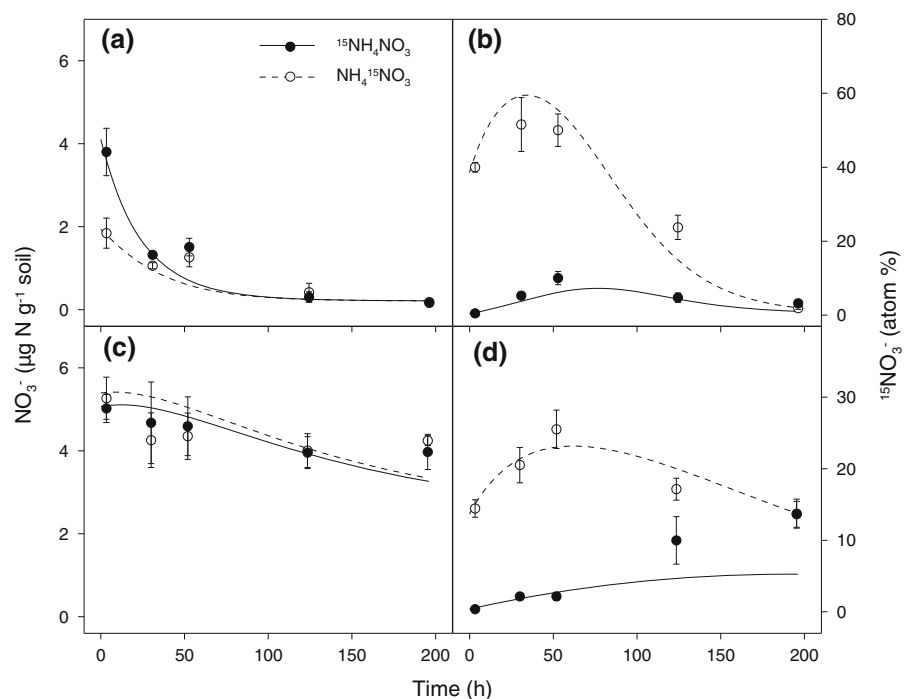 (a)
¹⁵NH₄NO₃
NH₄¹⁵NO₃
(b)
(c)
(d)
6
4
2
0
6
4
2
0
80
60
40
20
0
30
20
10
0
NO₃⁻ (µg N g⁻¹ soil)
¹⁵NO₃⁻ (atom %)
0 50 100 150 200
0 50 100 150 200
Time (h)